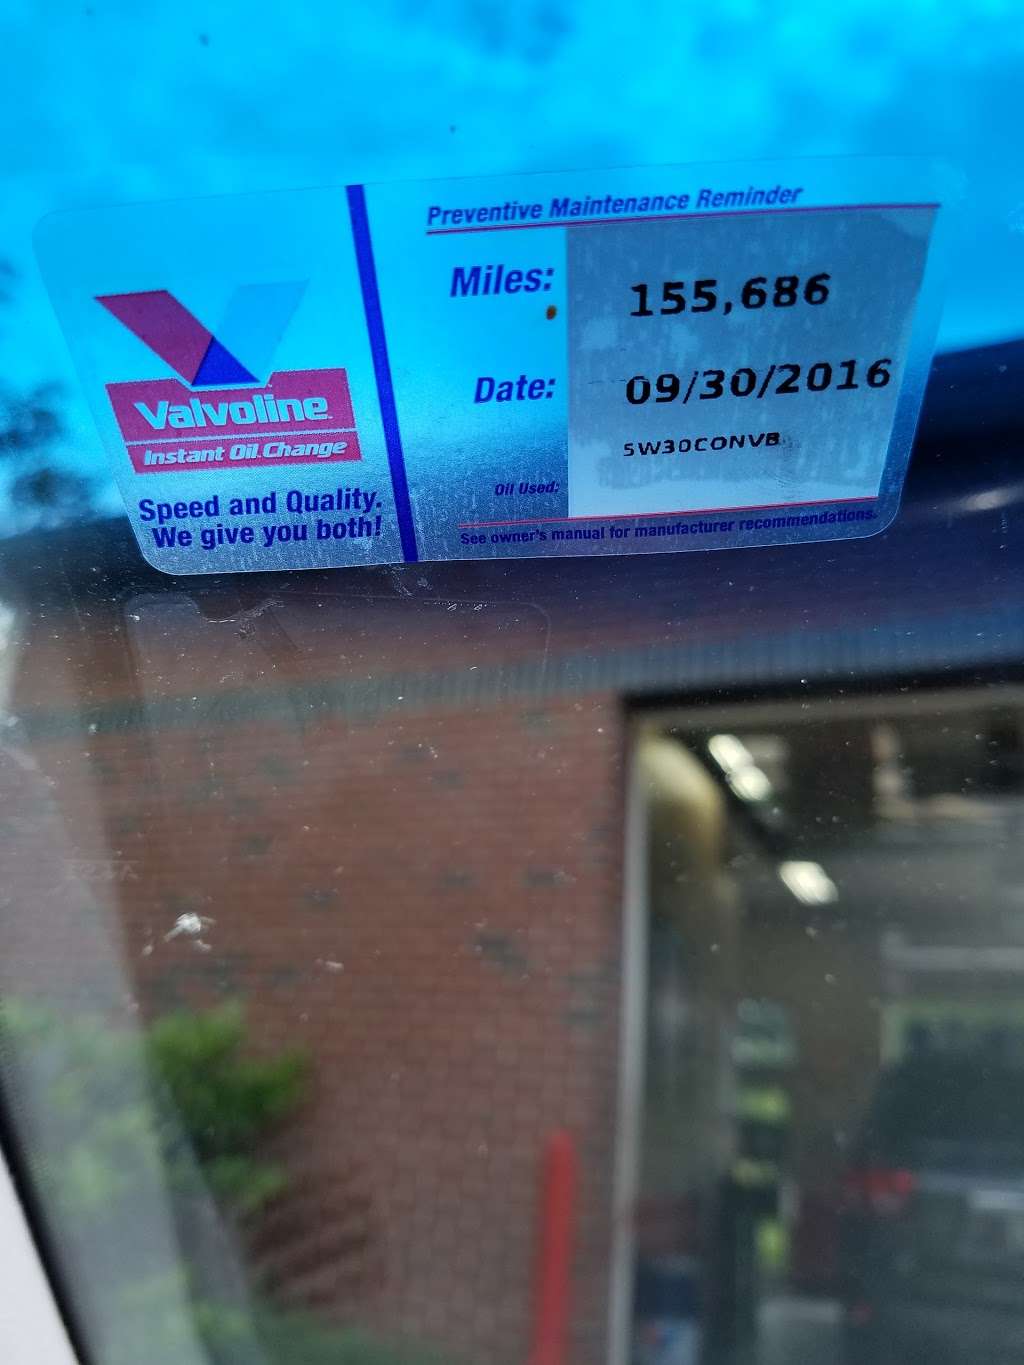 Preventive Maintenance Reminder
Miles: 155,686
Date: 09/30/2016
5W30CONVB
Oil Used:
See owner's manual for manufacturer recommendations.
Valvoline
Instant Oil Change
Speed and Quality.
We give you both!